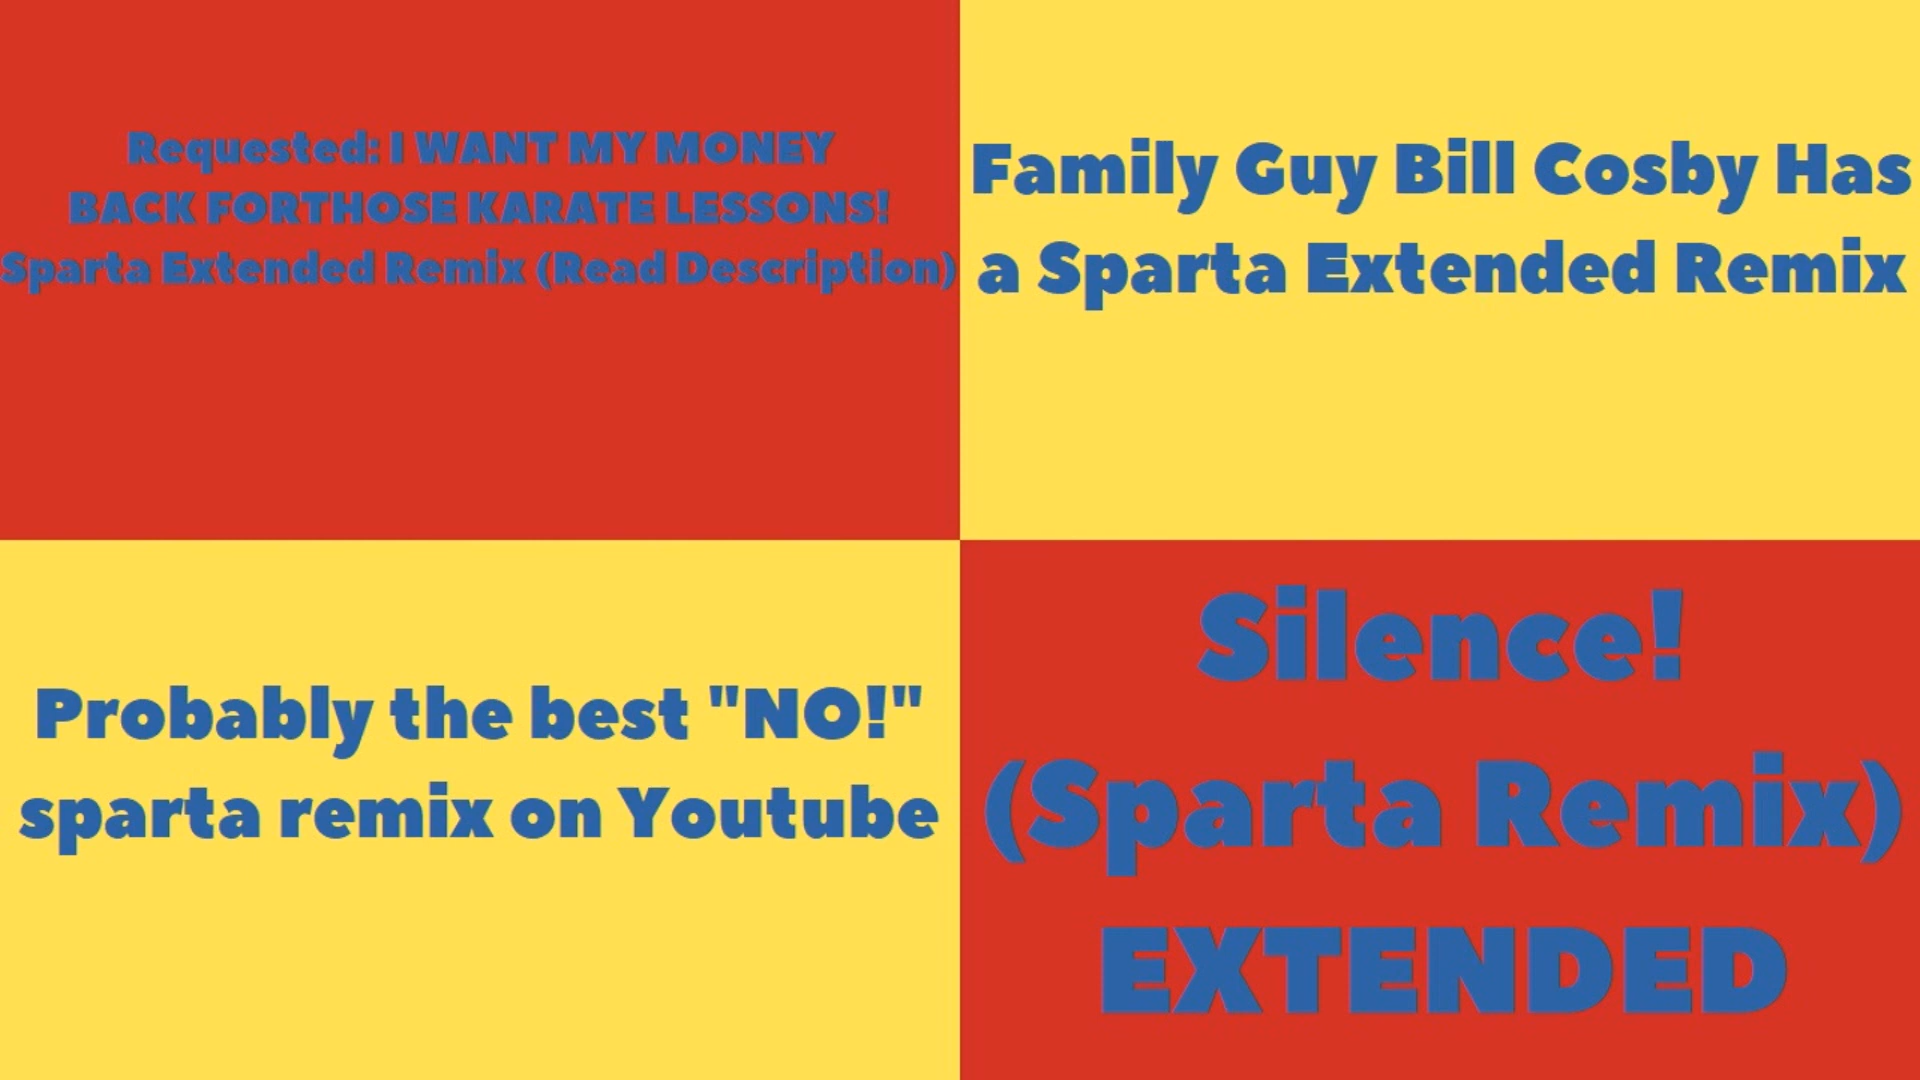 Requested: I WANT MY MONEY
BACK FORTHOSE KARATE LESSONS!
Sparta Extended Remix (Read Description)
Family Guy Bill Cosby Has
a Sparta Extended Remix
Probably the best "NO!"
sparta remix on Youtube
Silence!
(Sparta Remix)
EXTENDED